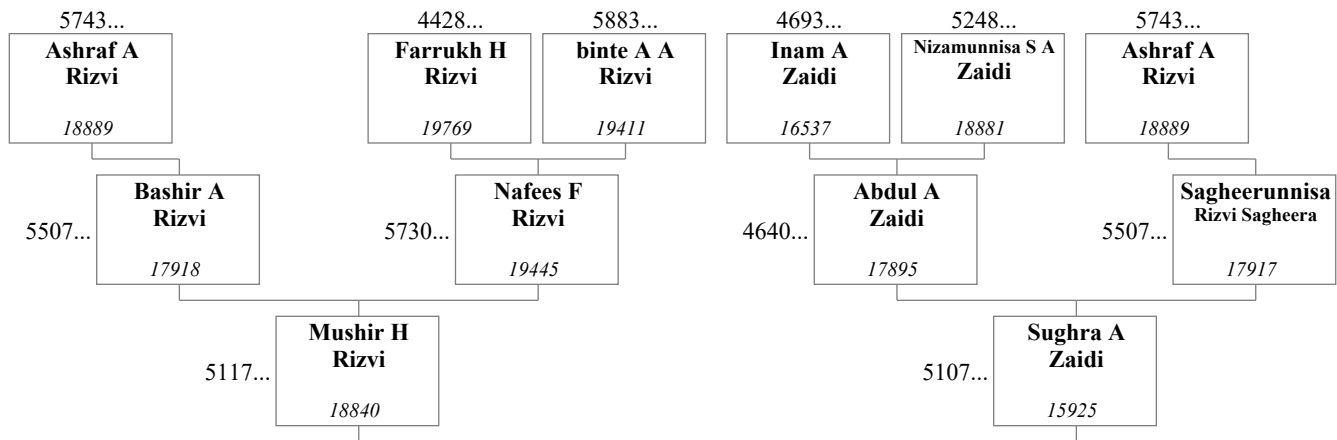 5743...
4428...
5883...
4693...
5248...
5743...
Ashraf A
Rizvi
18889
Farrukh H
Rizvi
19769
binte A A
Rizvi
19411
Inam A
Zaidi
16537
Nizamunnisa S A
Zaidi
18881
Ashraf A
Rizvi
18889
5507...
Bashir A
Rizvi
17918
5730...
Nafees F
Rizvi
19445
4640...
Abdul A
Zaidi
17895
5507...
Sagheerunnisa
Rizvi Sagheera
17917
5117...
Mushir H
Rizvi
18840
5107...
Sughra A
Zaidi
15925